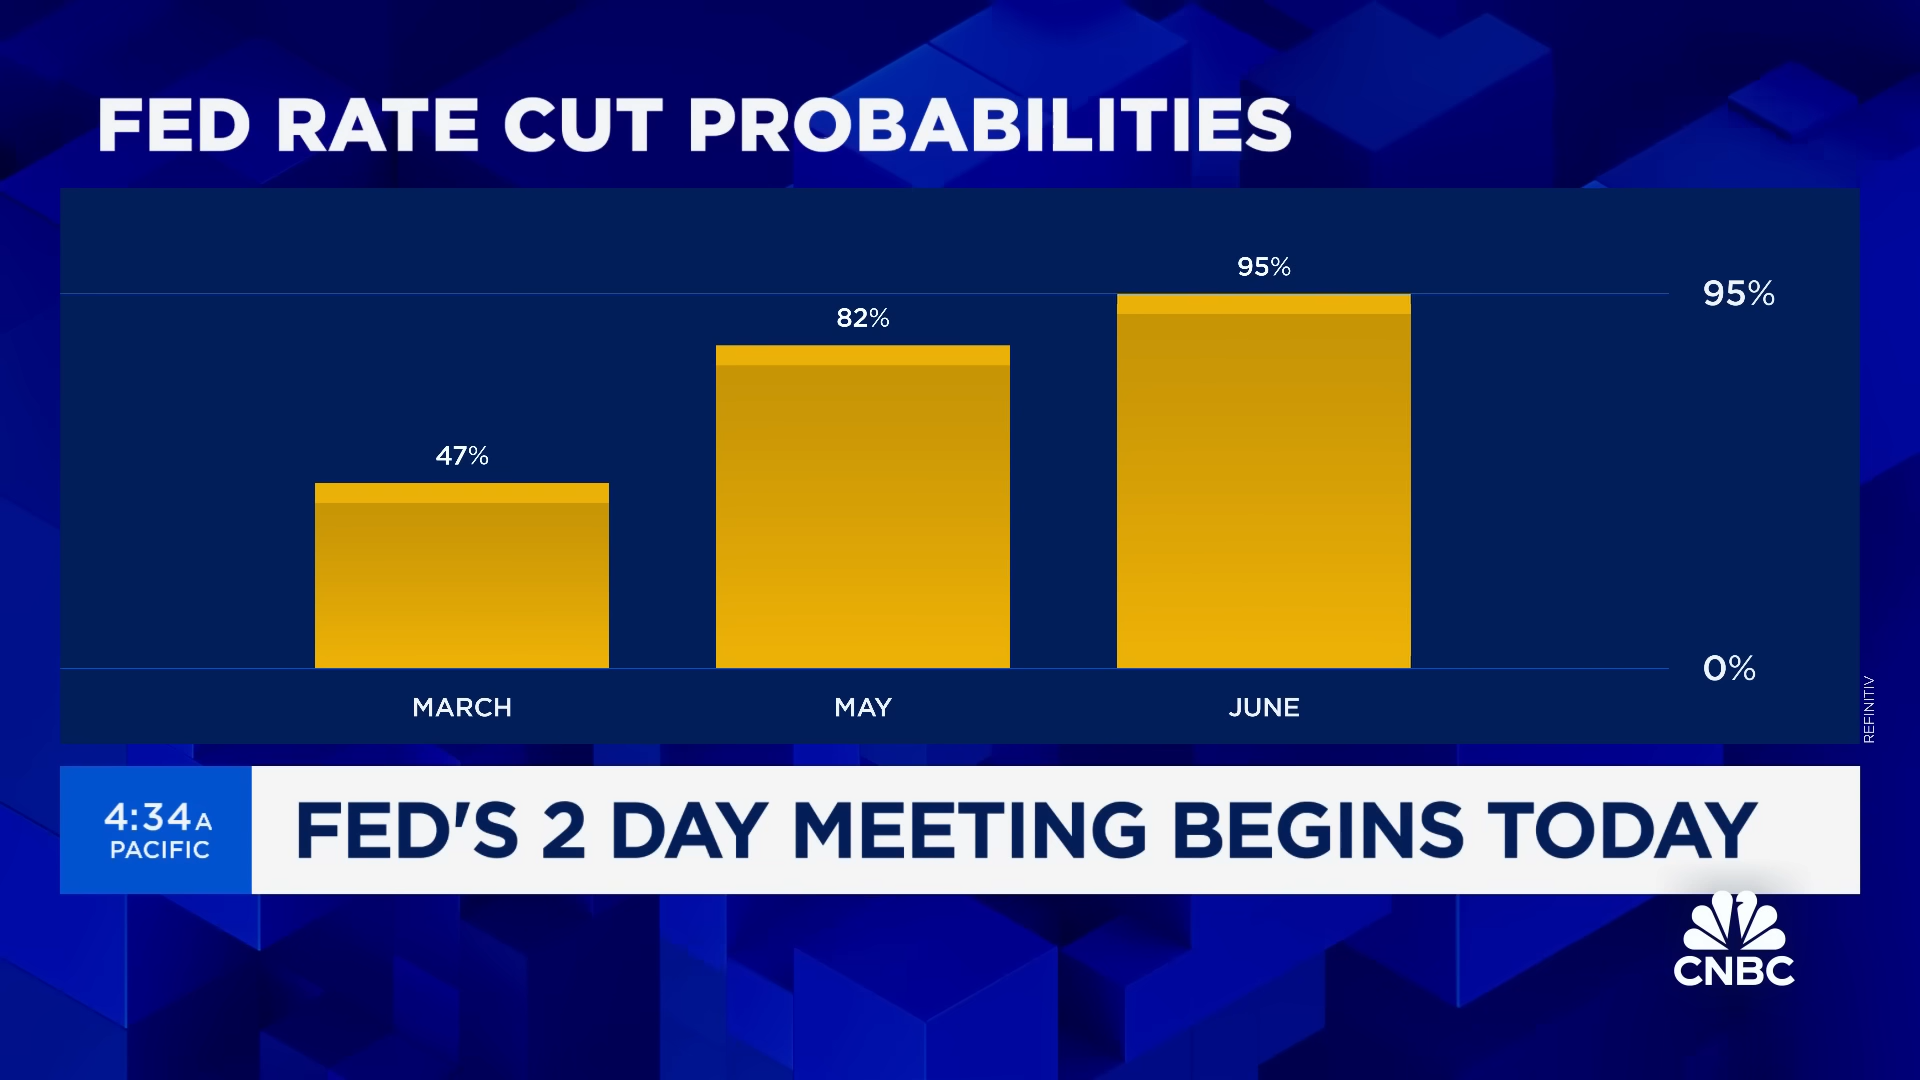 FED RATE CUT PROBABILITIES
95%
95%
82%
47%
0%
MARCH MAY JUNE
REFINITIV
4:34A
PACIFIC
FED'S 2 DAY MEETING BEGINS TODAY
CNBC